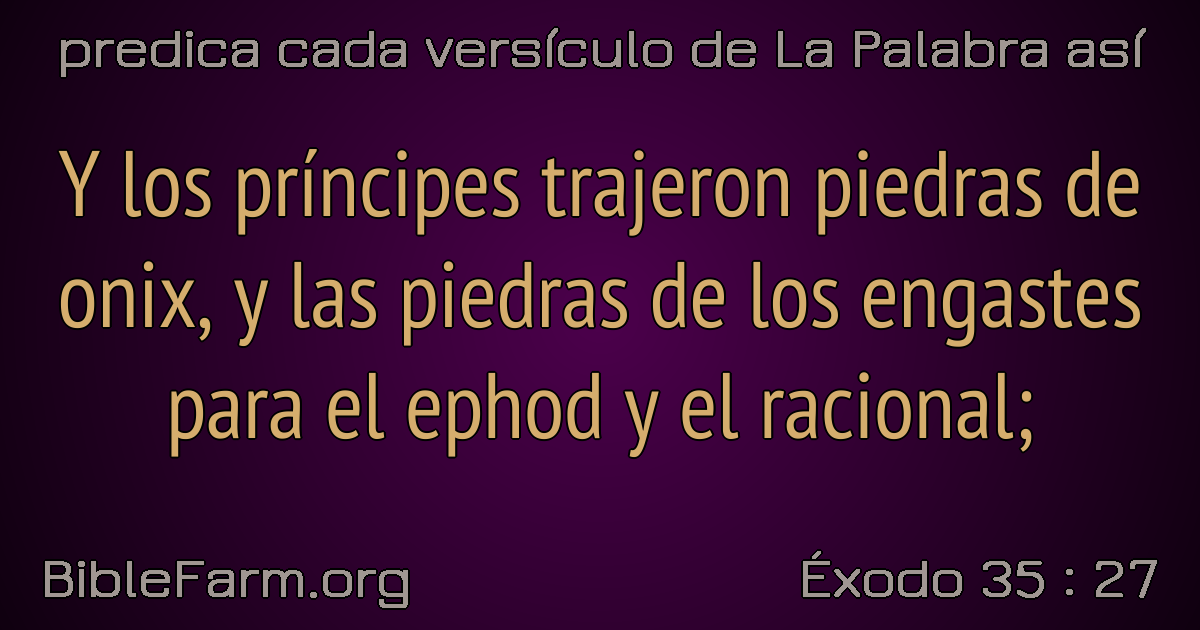 predica cada versículo de La Palabra así
Y los príncipes trajeron piedras de
onix, y las piedras de los engastes
para el ephod y el racional;
BibleFarm.org
Éxodo 35 : 27